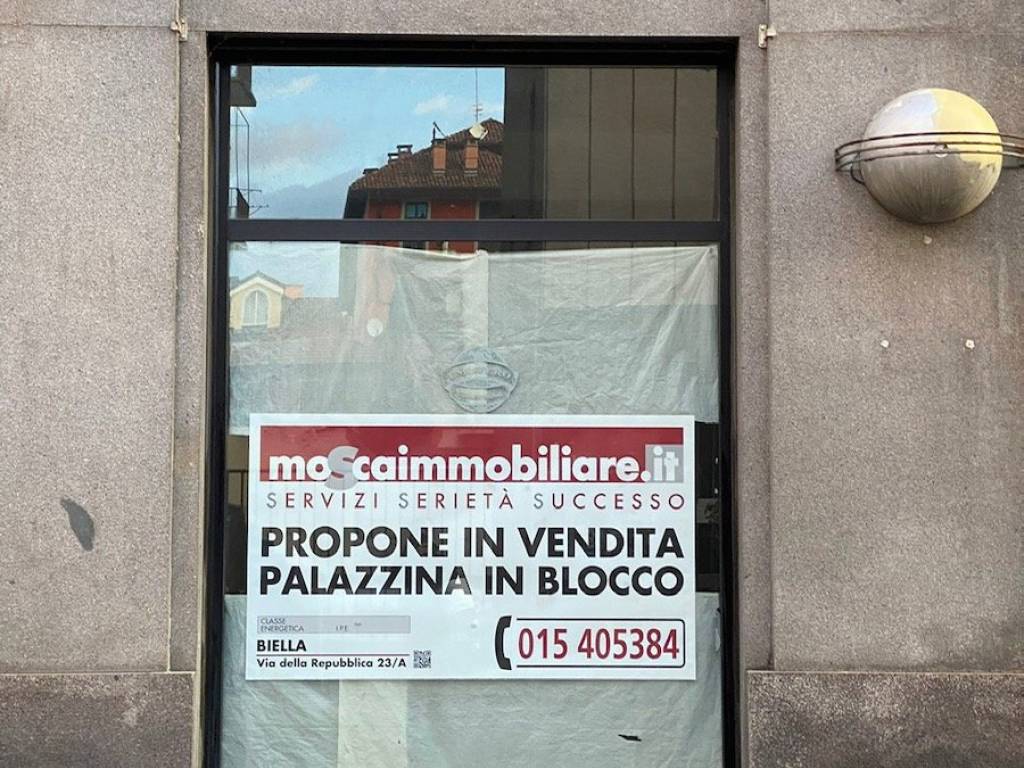 moScaimmobiliare.it
SERVIZI SERIETÀ SUCCESSO
PROPONE IN VENDITA
PALAZZINA IN BLOCCO
CLASSE
ENERGETICA I.P.E.
BIELLA
Via della Repubblica 23/A
015 405384